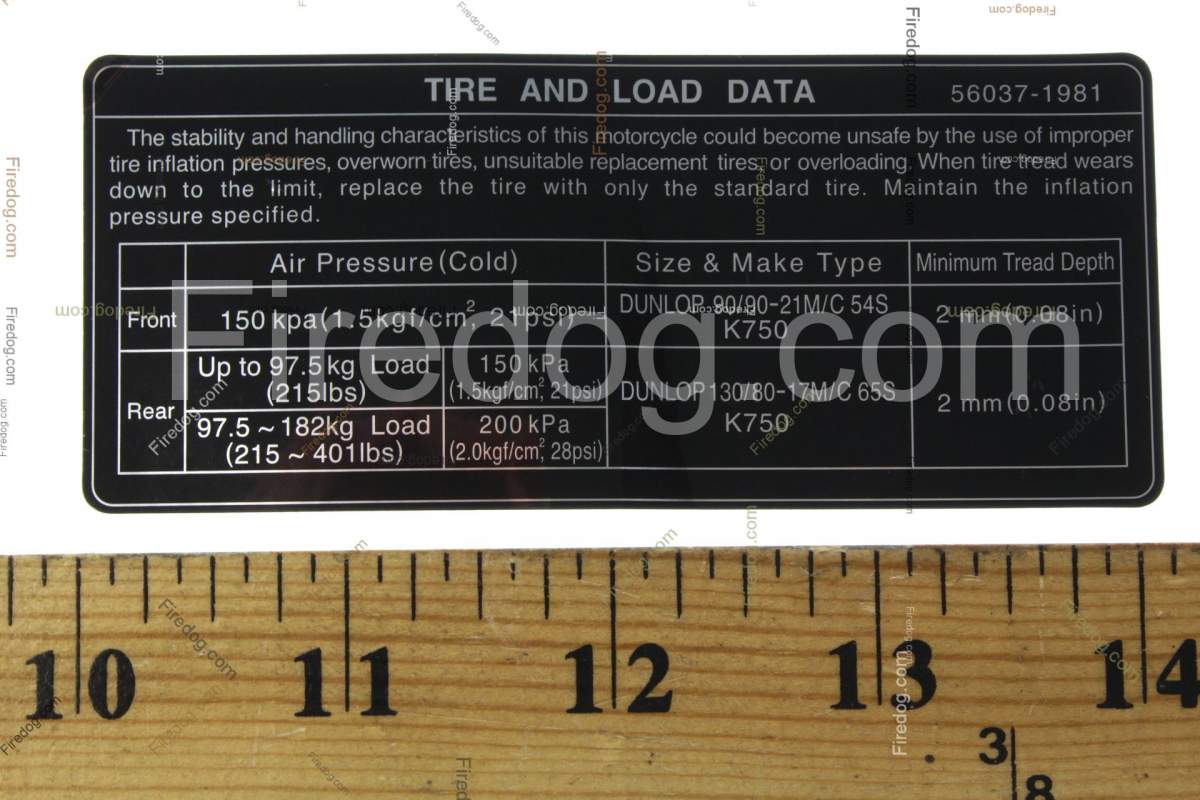 TIRE AND LOAD DATA 56037-1981
The stability and handling characteristics of this motorcycle could become unsafe by the use of improper
tire inflation pressures, overworn tires, unsuitable replacement tires, or overloading. When tire tread wears
down to the limit, replace the tire with only the standard tire. Maintain the inflation
pressure specified.
Air Pressure (Cold) Size & Make Type Minimum Tread Depth
Front 150 kpa (1.5kgf/cm², 21psi) DUNLOP 90/90-21M/C 54S K750 2 mm (0.08in)
Rear
Up to 97.5kg Load (215lbs) 150 kPa (1.5kgf/cm², 21psi)
97.5 ~ 182kg Load (215 ~ 401lbs) 200 kPa (2.0kgf/cm², 28psi)
DUNLOP 130/80-17M/C 65S K750 2 mm (0.08in)
Firedog.com
10 11 12 13 14
3
8